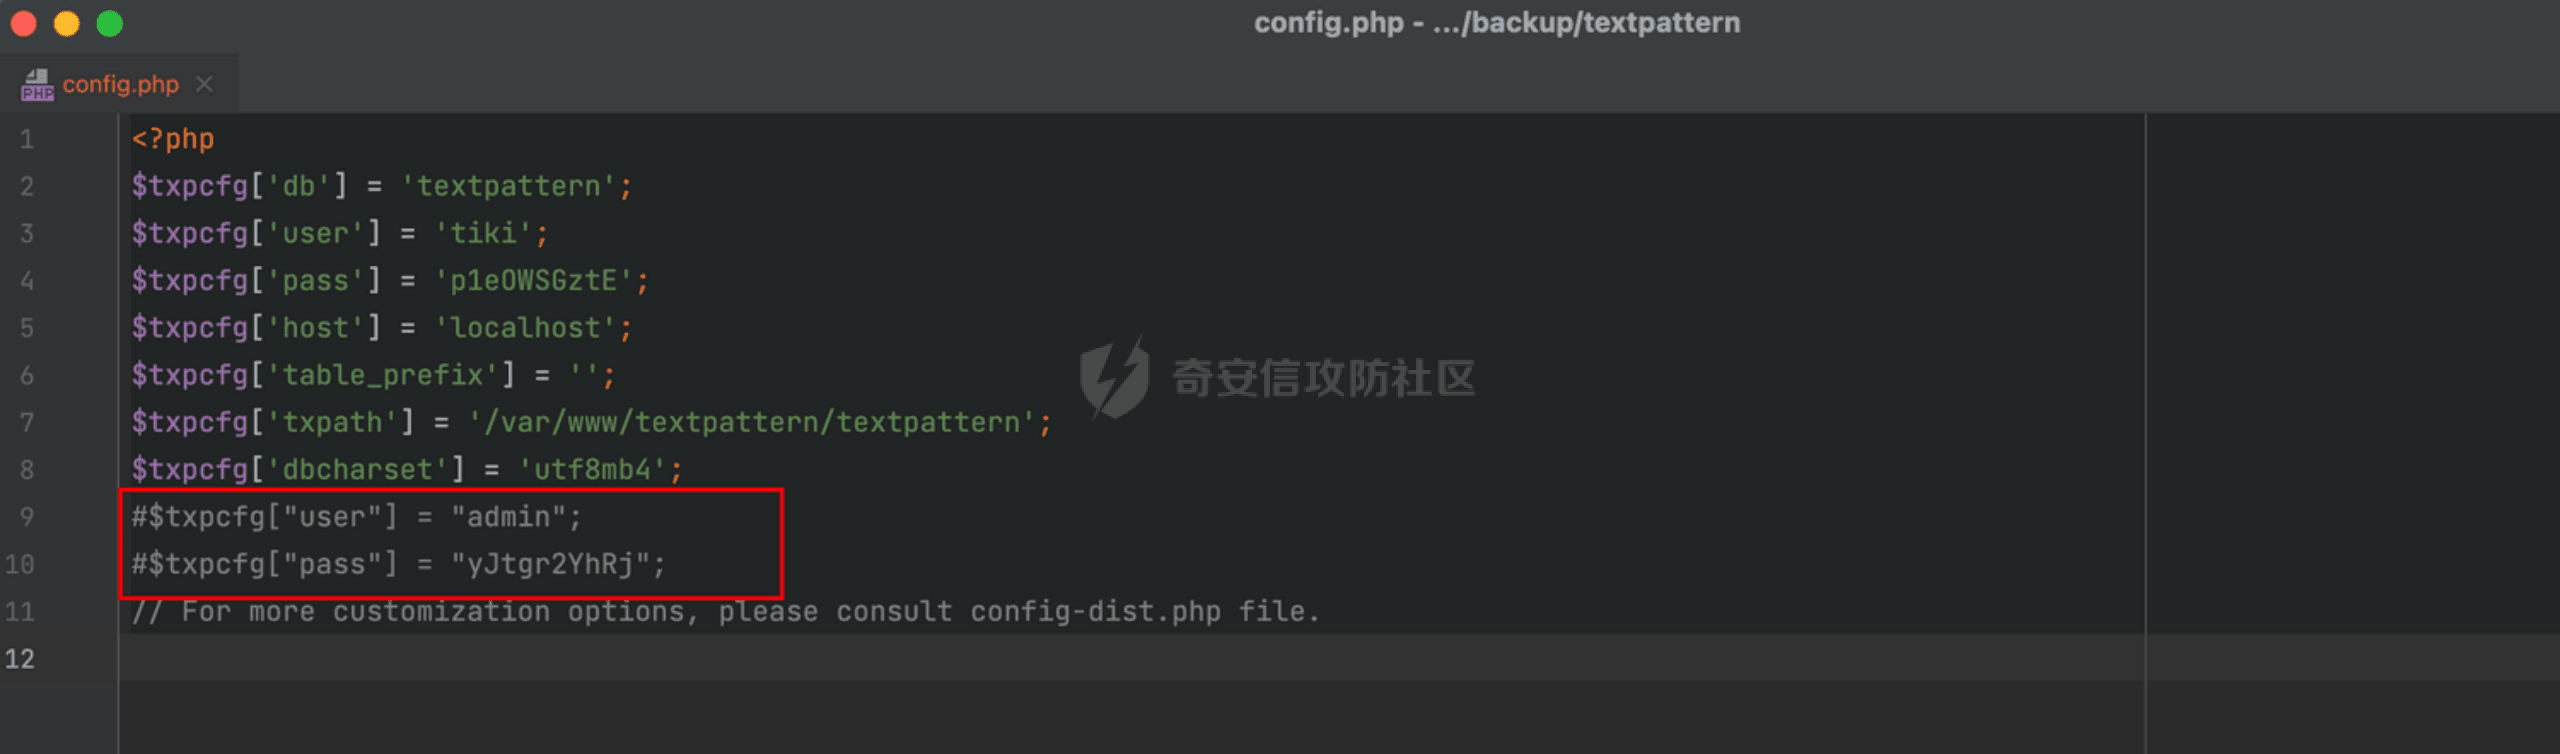 config.php - .../backup/textpattern
PHP config.php
1 <?php
2 $txpcfg['db'] = 'textpattern';
3 $txpcfg['user'] = 'tiki';
4 $txpcfg['pass'] = 'p1eOWSGztE';
5 $txpcfg['host'] = 'localhost';
6 $txpcfg['table_prefix'] = '';
7 $txpcfg['txpath'] = '/var/www/textpattern/textpattern';
8 $txpcfg['dbcharset'] = 'utf8mb4';
9 #$txpcfg["user"] = "admin";
10 #$txpcfg["pass"] = "yJtgr2YhRj";
11 // For more customization options, please consult config-dist.php file.
12
奇安信攻防社区